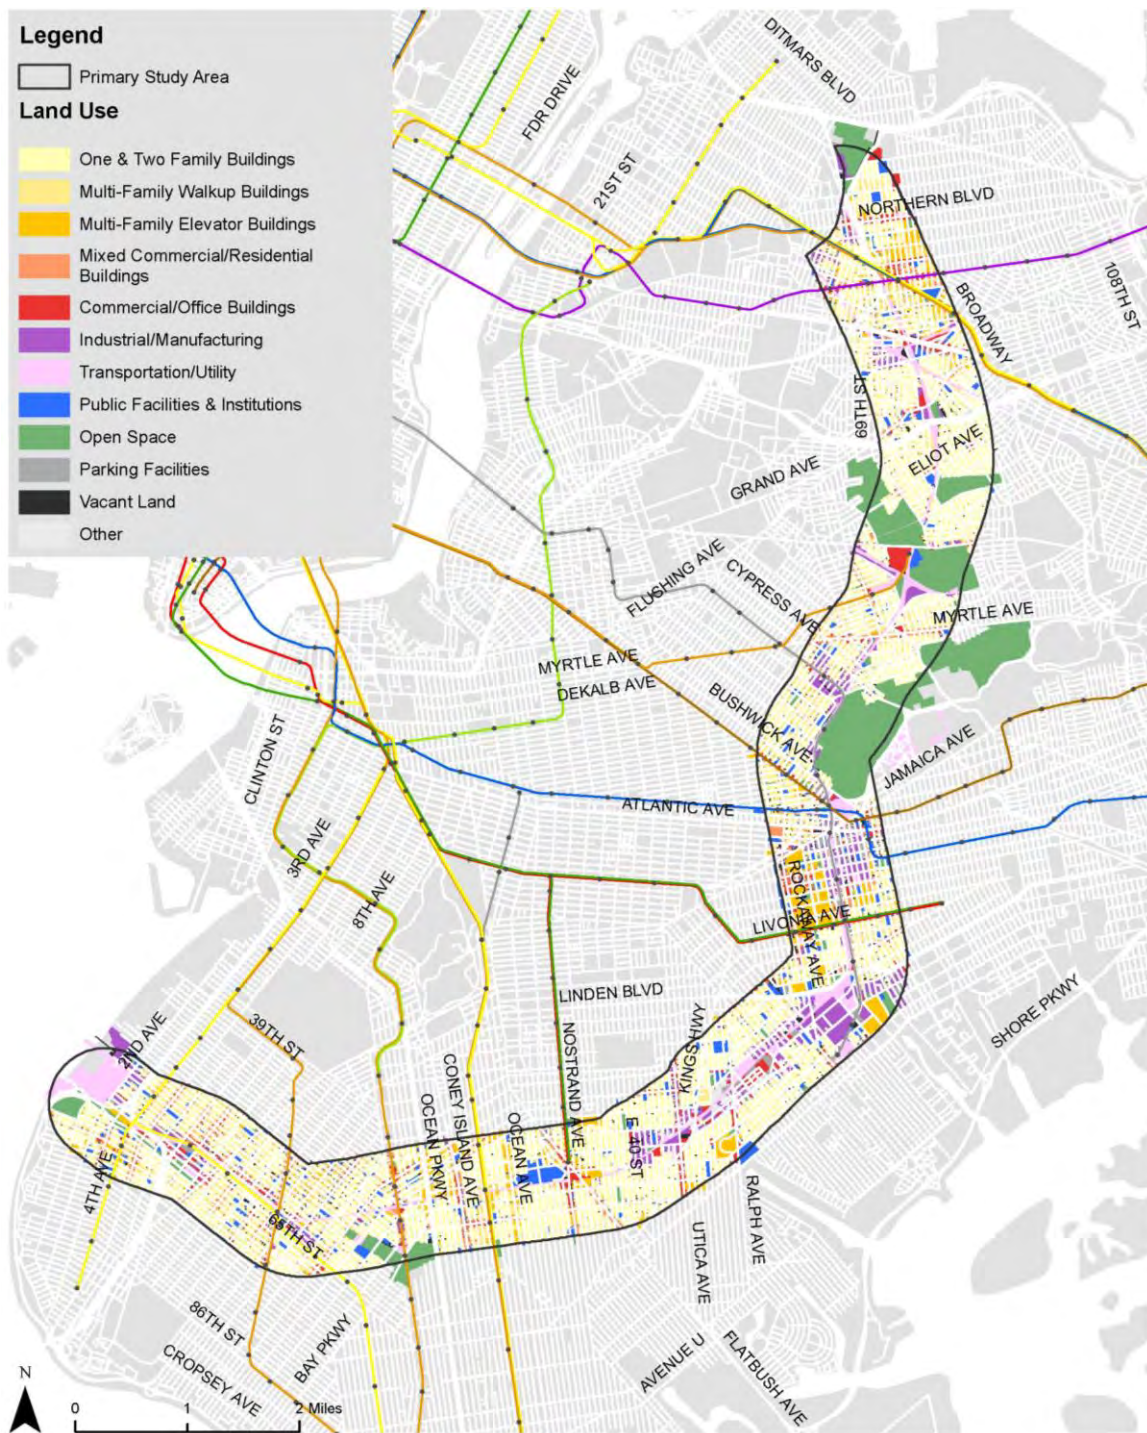 Legend
Primary Study Area
Land Use
One & Two Family Buildings
Multi-Family Walkup Buildings
Multi-Family Elevator Buildings
Mixed Commercial/Residential
Buildings
Commercial/Office Buildings
Industrial/Manufacturing
Transportation/Utility
Public Facilities & Institutions
Open Space
Parking Facilities
Vacant Land
Other
DITMARS BLVD
FDR DRIVE
21ST ST
NORTHERN BLVD
108TH ST
BROADWAY
69TH ST
ELIOT AVE
GRAND AVE
FLUSHING AVE
CYPRESS AVE
MYRTLE AVE
MYRTLE AVE
DEKALB AVE
BUSHWICK AVE
JAMAICA AVE
CLINTON ST
ATLANTIC AVE
3RD AVE
8TH AVE
ROCKAWAY AVE
LIVONIA AVE
LINDEN BLVD
SHORE PKWY
2ND AVE
39TH ST
KINGS HWY
NOSTRAND AVE
CONEY ISLAND AVE
OCEAN PKWY
OCEAN AVE
E 40 ST
4TH AVE
65TH ST
RALPH AVE
UTICA AVE
86TH ST
BAY PKWY
CROPSEY AVE
AVENUE U
FLATBUSH AVE
N
0 1 2 Miles